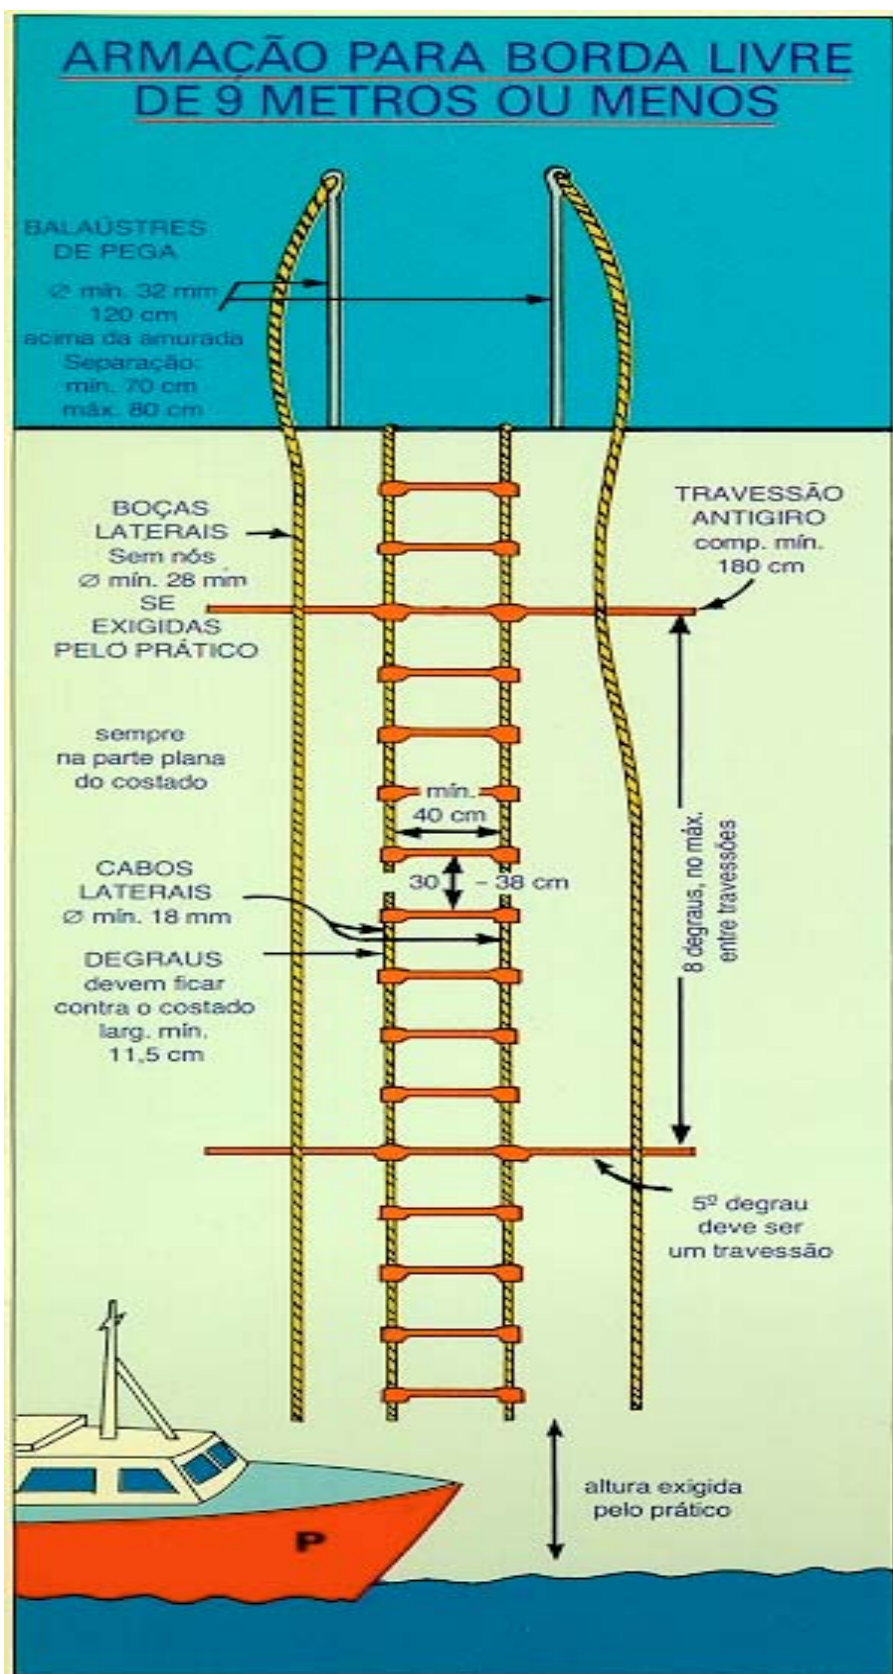 ARMAÇÃO PARA BORDA LIVRE
DE 9 METROS OU MENOS
BALAÚSTRES
DE PEGA
Ø mín. 32 mm
120 cm
acima da amurada
Separação:
mín. 70 cm
máx. 80 cm
BOÇAS
LATERAIS
Sem nós
Ø mín. 28 mm
SE
EXIGIDAS
PELO PRÁTICO
TRAVESSÃO
ANTIGIRO
comp. mín.
180 cm
sempre
na parte plana
do costado
mín.
40 cm
30 – 38 cm
8 degraus, no máx.
entre travessões
CABOS
LATERAIS
Ø mín. 18 mm
DEGRAUS
devem ficar
contra o costado
larg. mín.
11,5 cm
5º degrau
deve ser
um travessão
altura exigida
pelo prático
P